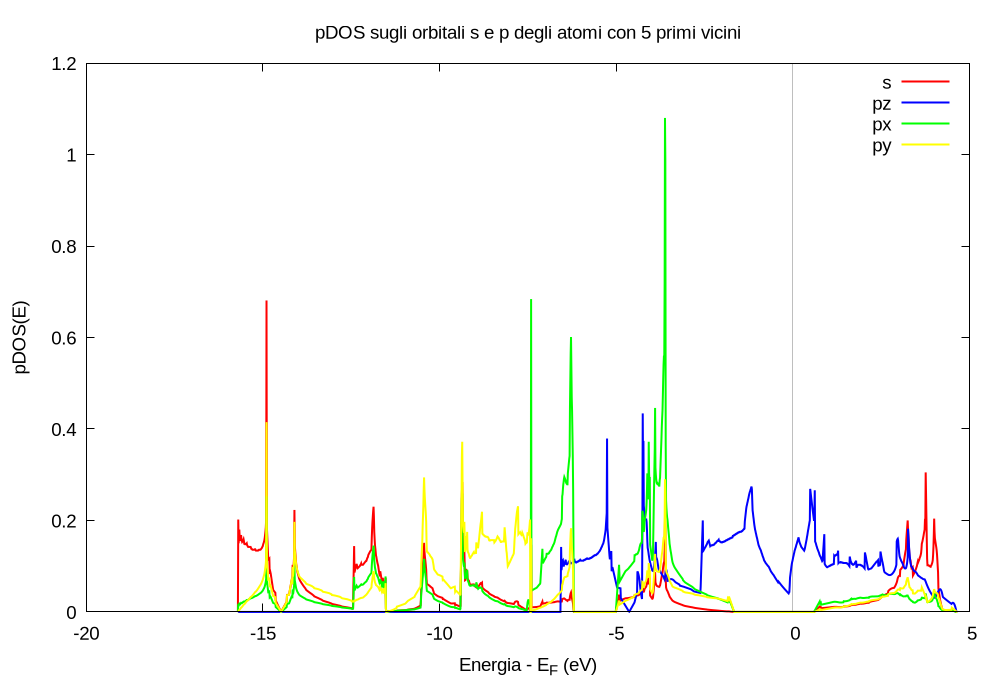 pDOS sugli orbitali s e p degli atomi con 5 primi vicini
1.2
1
0.8
0.6
0.4
0.2
0
pDOS(E)
s
pz
px
py
-20
-15
-10
-5
0
5
Energia - E_F (eV)